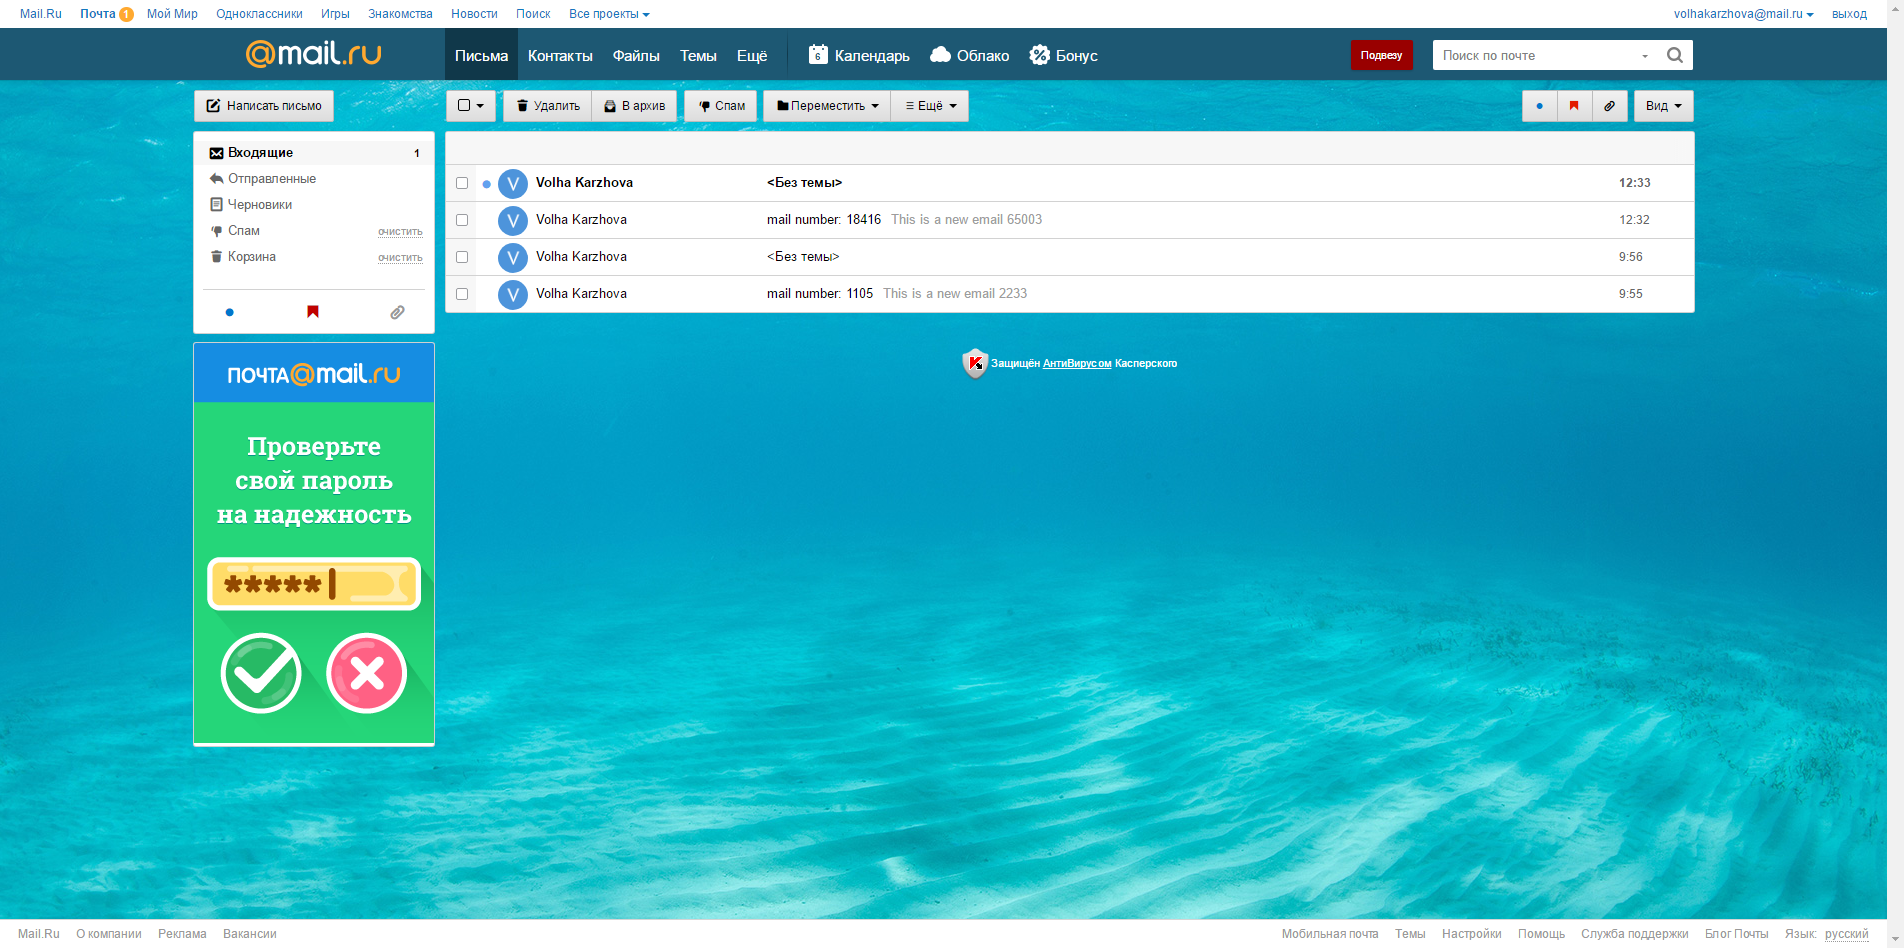 Mail.Ru Почта 1 Мой Мир Одноклассники Игры Знакомства Новости Поиск Все проекты volhakarzhova@mail.ru выход
@mail.ru Письма Контакты Файлы Темы Ещё 6 Календарь Облако Бонус Подвезу Поиск по почте
Написать письмо Удалить В архив Спам Переместить Ещё Вид
Входящие 1
Отправленные
Черновики
Спам очистить
Корзина очистить
V Volha Karzhova <Без темы> 12:33
V Volha Karzhova mail number: 18416 This is a new email 65003 12:32
V Volha Karzhova <Без темы> 9:56
V Volha Karzhova mail number: 1105 This is a new email 2233 9:55
Защищён АнтиВирусом Касперского
ПОЧТА@mail.ru
Проверьте
свой пароль
на надежность
*****
Mail.Ru О компании Реклама Вакансии Мобильная почта Темы Настройки Помощь Служба поддержки Блог Почты Язык: русский